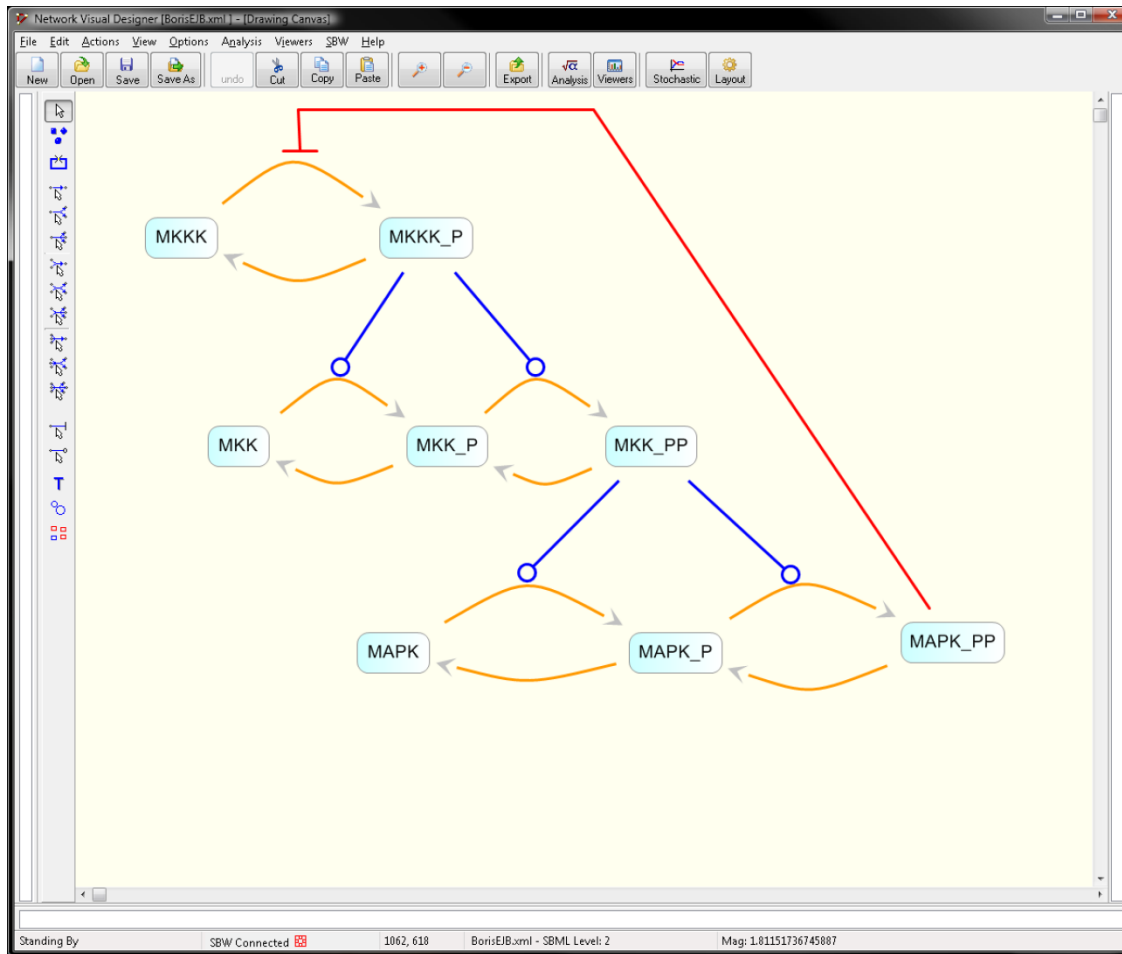 Network Visual Designer [BorisEJB.xml ] - [Drawing Canvas]
File Edit Actions View Options Analysis Viewers SBW Help
New Open Save Save As undo Cut Copy Paste Export Analysis Viewers Stochastic Layout
√α
MKKK MKKK_P
MKK MKK_P MKK_PP
T
MAPK MAPK_P MAPK_PP
Standing By SBW Connected 1062, 618 BorisEJB.xml - SBML Level: 2 Mag: 1.81151736745887